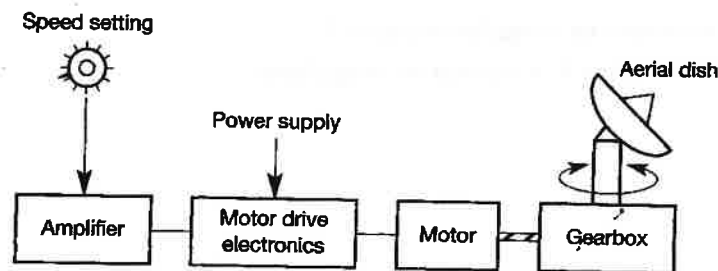 Speed setting
Aerial dish
Power supply
Amplifier
Motor drive
electronics
Motor
Gearbox